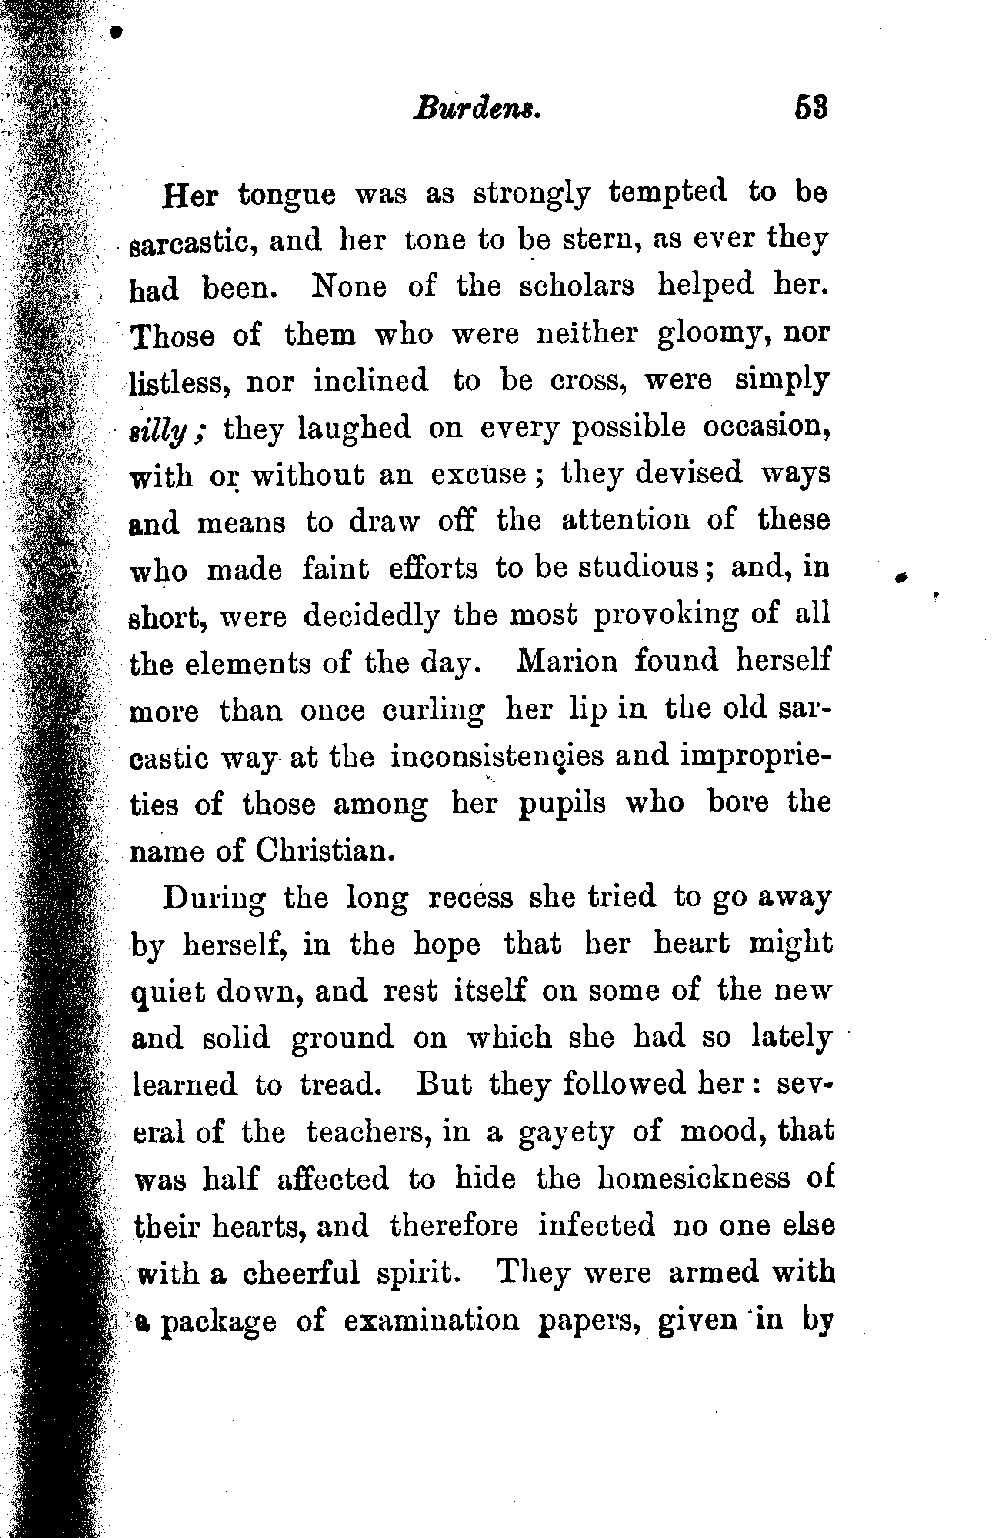 Burdens. 53
Her tongue was as strongly tempted to be
sarcastic, and her tone to be stern, as ever they
had been. None of the scholars helped her.
Those of them who were neither gloomy, nor
listless, nor inclined to be cross, were simply
silly; they laughed on every possible occasion,
with or without an excuse; they devised ways
and means to draw off the attention of these
who made faint efforts to be studious; and, in
short, were decidedly the most provoking of all
the elements of the day. Marion found herself
more than once curling her lip in the old sar-
castic way at the inconsistencies and improprie-
ties of those among her pupils who bore the
name of Christian.
During the long recess she tried to go away
by herself, in the hope that her heart might
quiet down, and rest itself on some of the new
and solid ground on which she had so lately
learned to tread. But they followed her: sev-
eral of the teachers, in a gayety of mood, that
was half affected to hide the homesickness of
their hearts, and therefore infected no one else
with a cheerful spirit. They were armed with
a package of examination papers, given in by